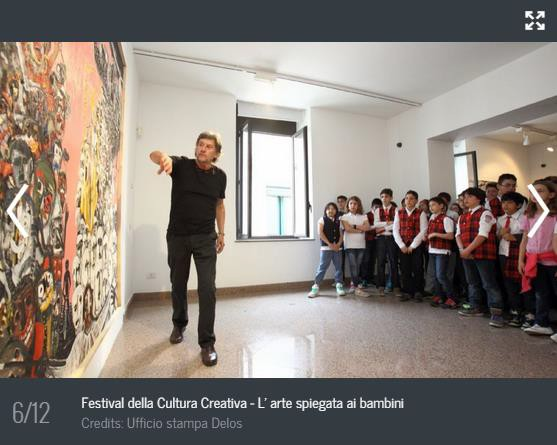 6/12
Festival della Cultura Creativa - L' arte spiegata ai bambini
Credits: Ufficio stampa Delos